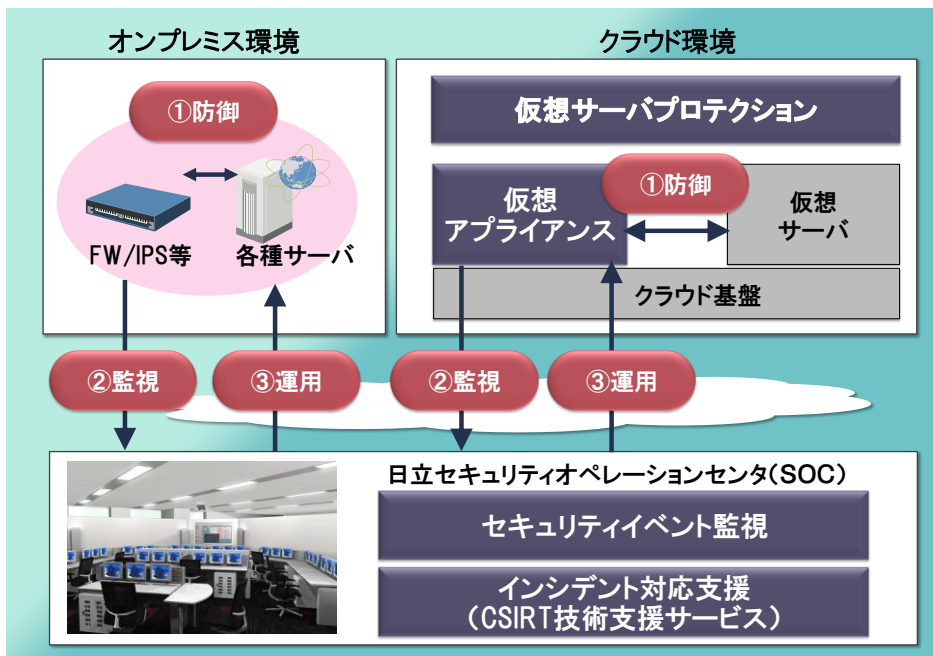 オンプレミス環境
①防御
FW/IPS等
各種サーバ
クラウド環境
仮想サーバプロテクション
仮想
アプライアンス
①防御
仮想
サーバ
クラウド基盤
②監視
③運用
②監視
③運用
日立セキュリティオペレーションセンタ(SOC)
セキュリティイベント監視
インシデント対応支援
(CSIRT技術支援サービス)